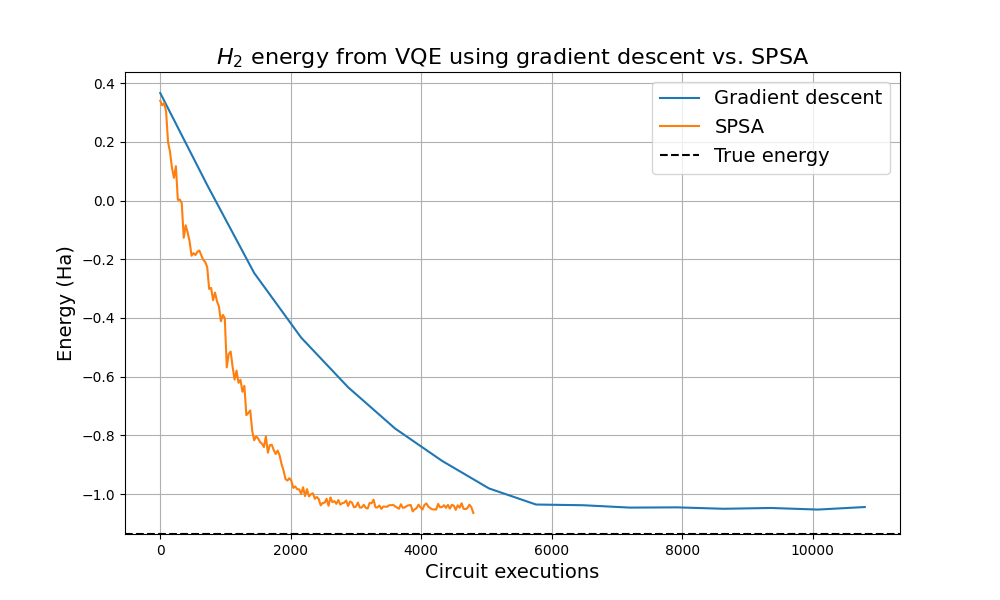 H₂ energy from VQE using gradient descent vs. SPSA
Gradient descent
SPSA
True energy
Energy (Ha)
0.4
0.2
0.0
−0.2
−0.4
−0.6
−0.8
−1.0
0 2000 4000 6000 8000 10000
Circuit executions